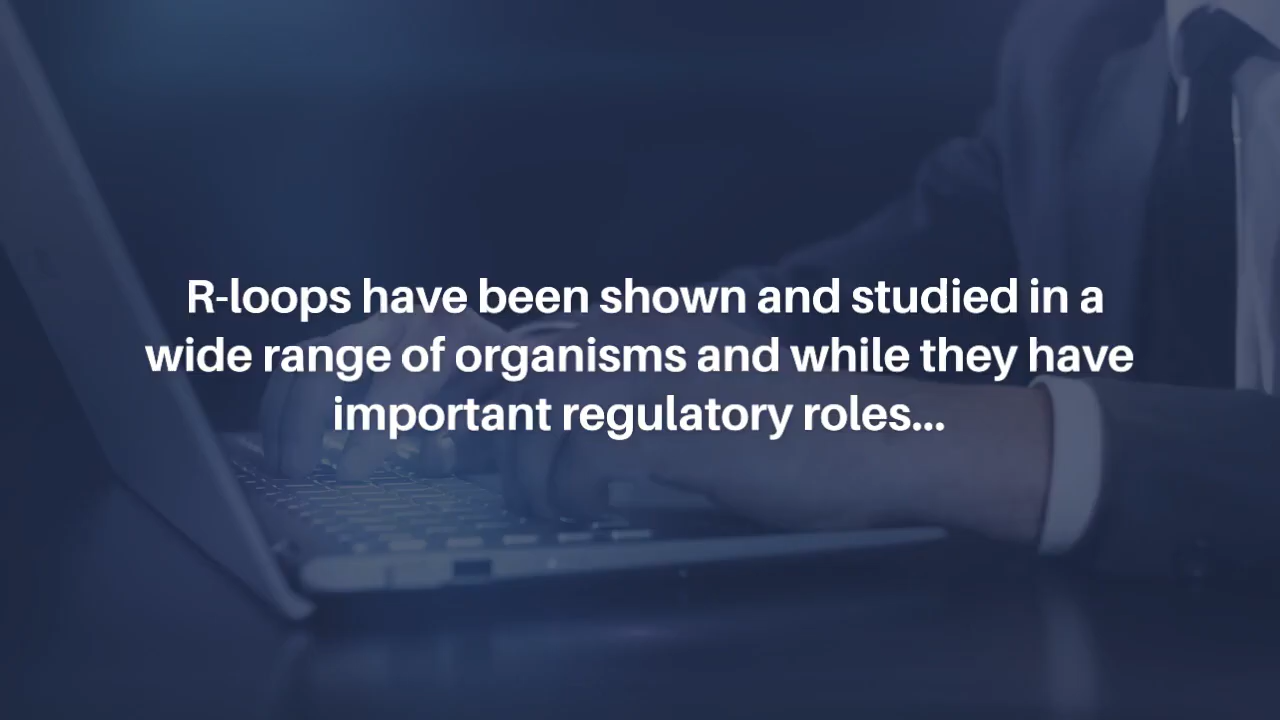 R-loops have been shown and studied in a
wide range of organisms and while they have
important regulatory roles...